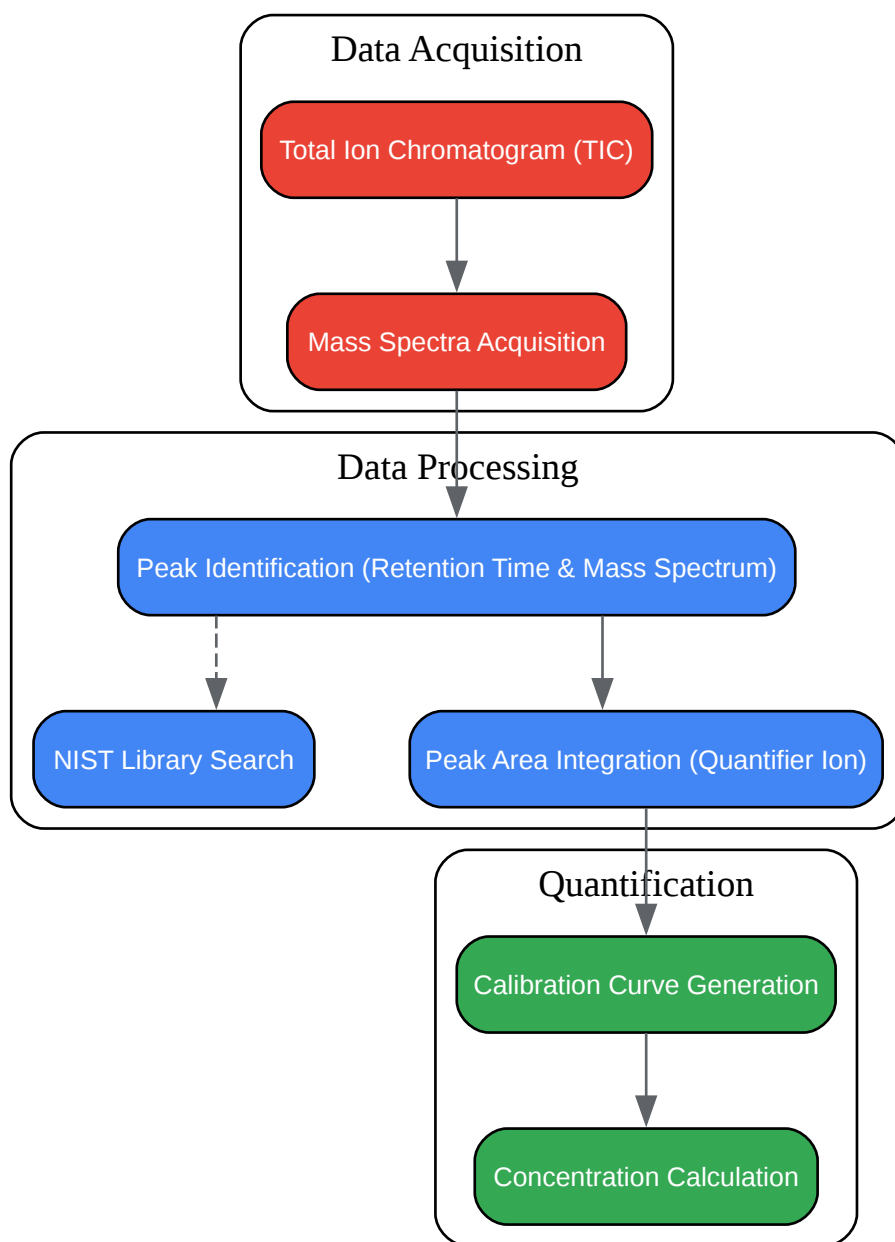 Data Acquisition
Total Ion Chromatogram (TIC)
Mass Spectra Acquisition
Data Processing
Peak Identification (Retention Time & Mass Spectrum)
NIST Library Search
Peak Area Integration (Quantifier Ion)
Quantification
Calibration Curve Generation
Concentration Calculation